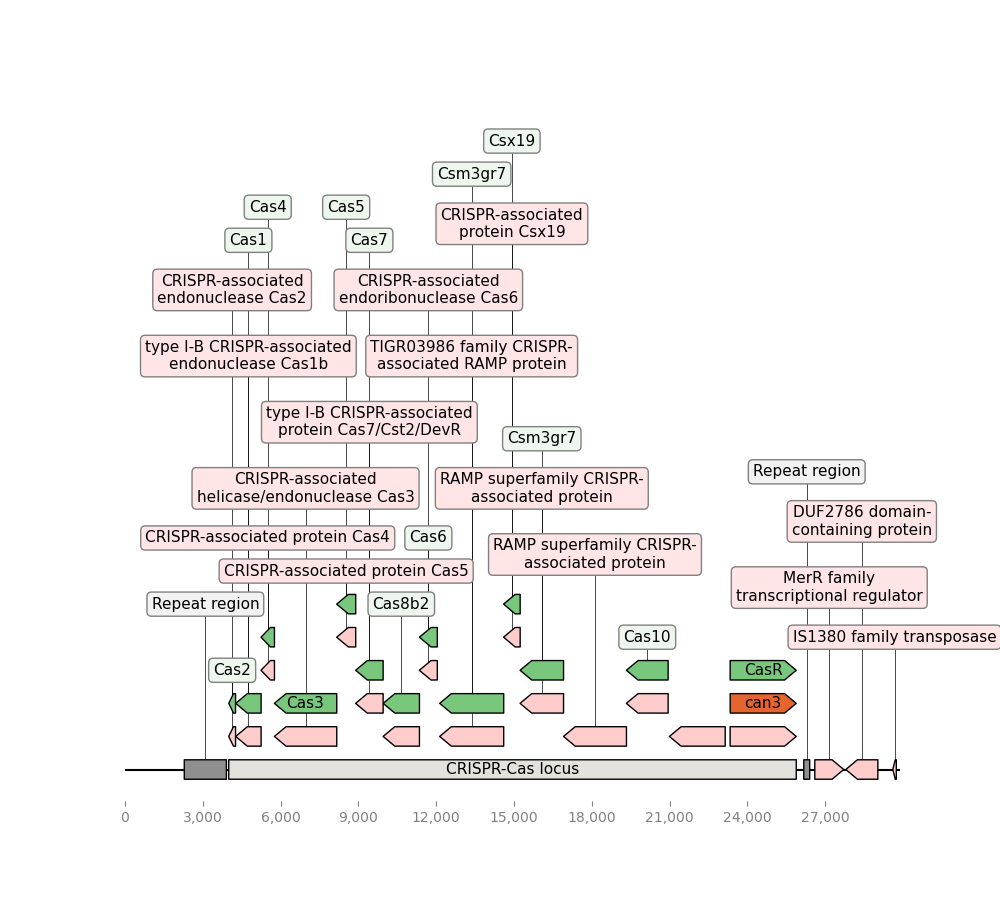 Csx19
Csm3gr7
Cas4
Cas5
CRISPR-associated
protein Csx19
Cas1
Cas7
CRISPR-associated
endonuclease Cas2
CRISPR-associated
endoribonuclease Cas6
type I-B CRISPR-associated
endonuclease Cas1b
TIGR03986 family CRISPR-
associated RAMP protein
type I-B CRISPR-associated
protein Cas7/Cst2/DevR
Csm3gr7
Repeat region
CRISPR-associated
helicase/endonuclease Cas3
RAMP superfamily CRISPR-
associated protein
DUF2786 domain-
containing protein
CRISPR-associated protein Cas4
Cas6
RAMP superfamily CRISPR-
associated protein
CRISPR-associated protein Cas5
MerR family
transcriptional regulator
Repeat region
Cas8b2
Cas10
IS1380 family transposase
Cas2
CasR
Cas3
can3
CRISPR-Cas locus
0
3,000
6,000
9,000
12,000
15,000
18,000
21,000
24,000
27,000